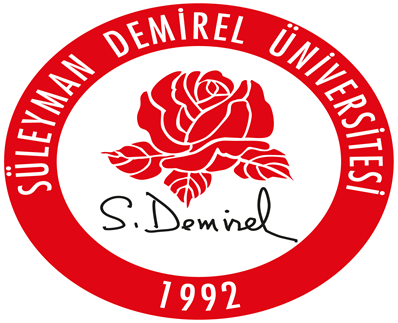 SÜLEYMAN DEMİREL ÜNİVERSİTESİ
S. Demirel
1992